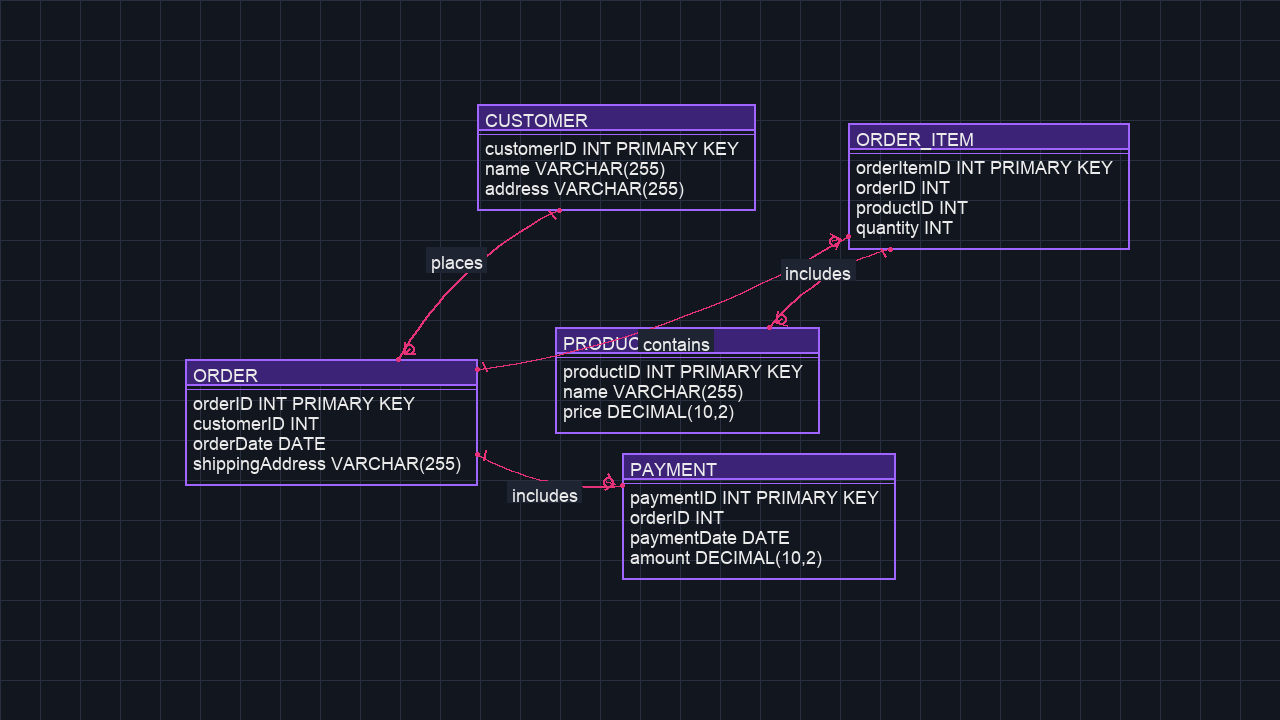 CUSTOMER
customerID INT PRIMARY KEY
name VARCHAR(255)
address VARCHAR(255)
ORDER_ITEM
orderItemID INT PRIMARY KEY
orderID INT
productID INT
quantity INT
places
includes
PRODUC
contains
productID INT PRIMARY KEY
name VARCHAR(255)
price DECIMAL(10,2)
ORDER
orderID INT PRIMARY KEY
customerID INT
orderDate DATE
shippingAddress VARCHAR(255)
includes
PAYMENT
paymentID INT PRIMARY KEY
orderID INT
paymentDate DATE
amount DECIMAL(10,2)